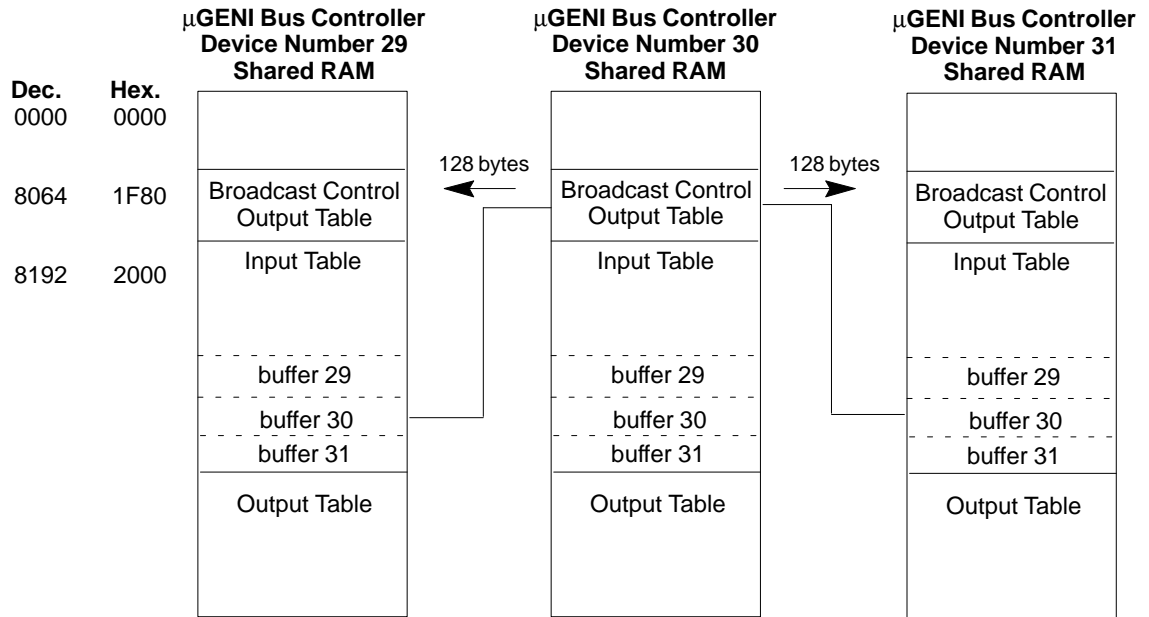 µGENI Bus Controller
Device Number 29
Shared RAM
µGENI Bus Controller
Device Number 30
Shared RAM
µGENI Bus Controller
Device Number 31
Shared RAM
Dec. Hex.
0000 0000
128 bytes 128 bytes
8064 1F80
Broadcast Control
Output Table
Broadcast Control
Output Table
Broadcast Control
Output Table
8192 2000
Input Table Input Table Input Table
buffer 29 buffer 29 buffer 29
buffer 30 buffer 30 buffer 30
buffer 31 buffer 31 buffer 31
Output Table Output Table Output Table